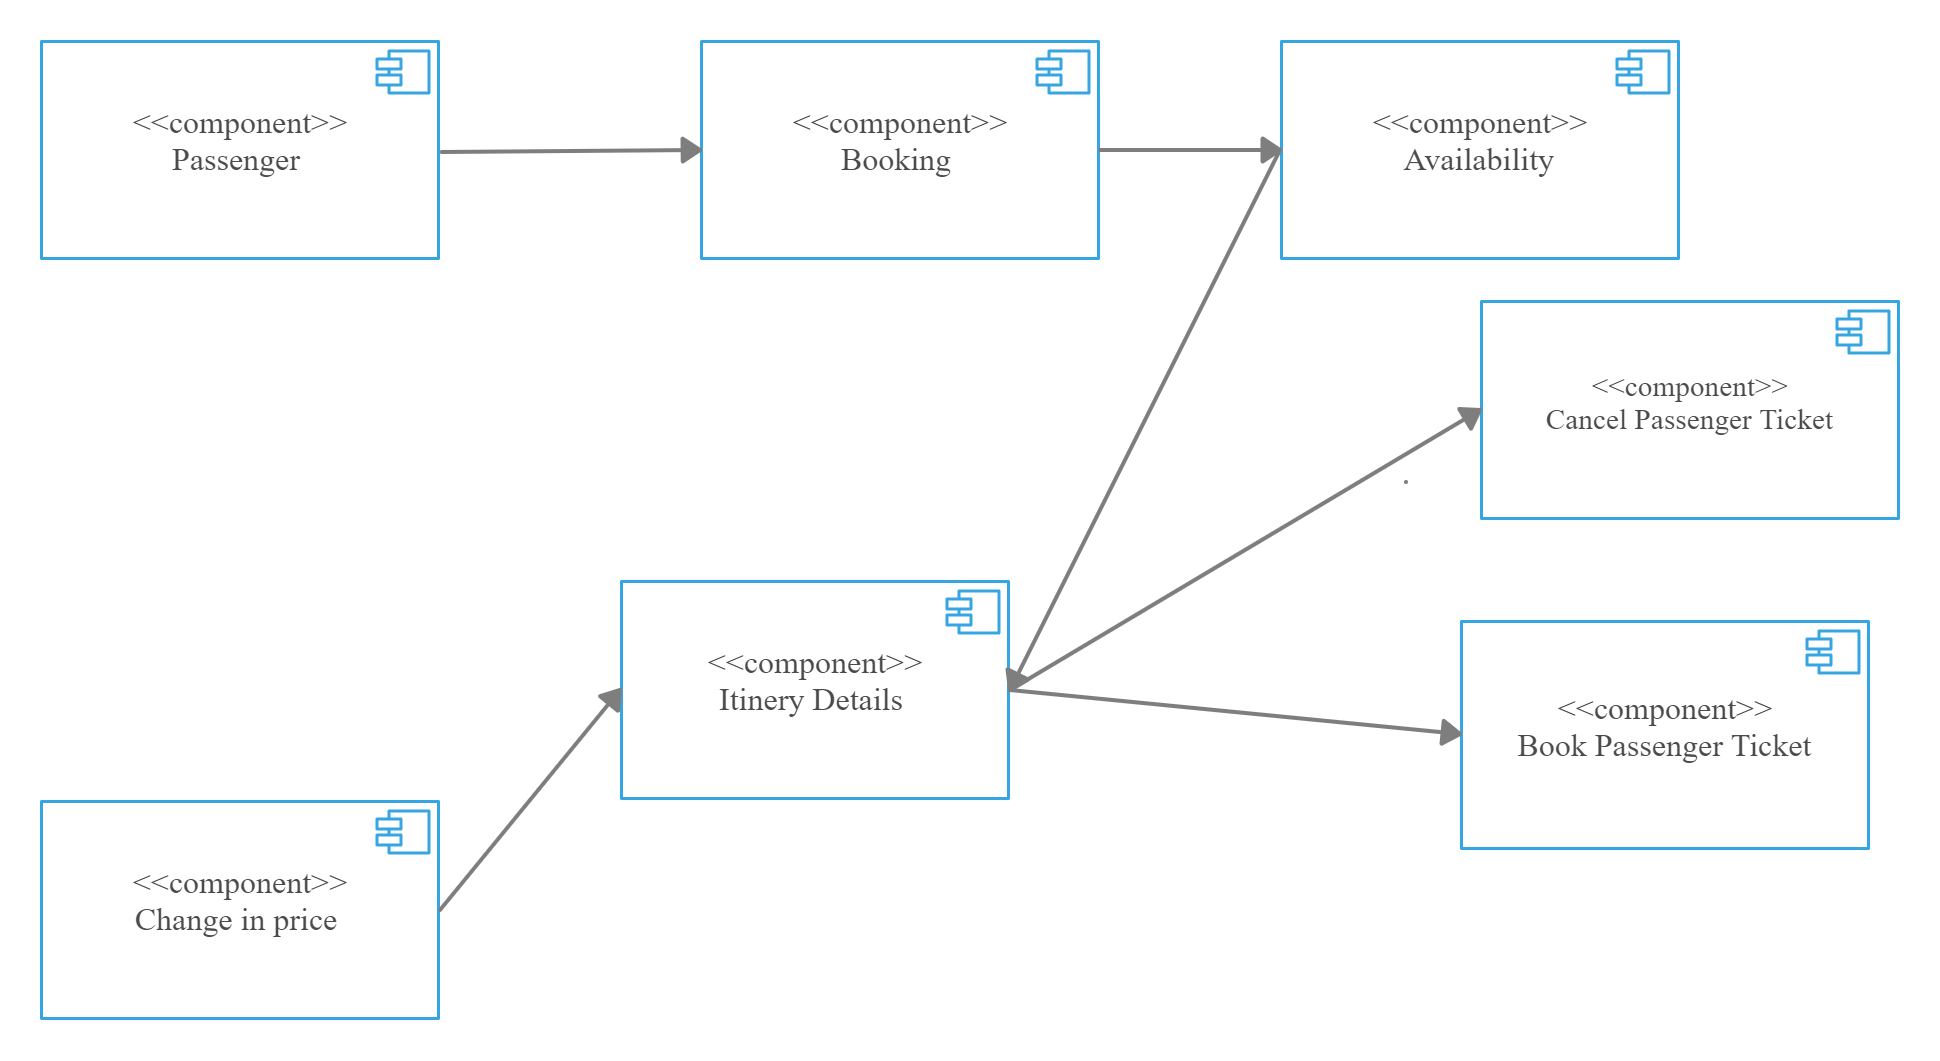 <<component>>
Passenger
<<component>>
Booking
<<component>>
Availability
<<component>>
Cancel Passenger Ticket
<<component>>
Itinery Details
<<component>>
Book Passenger Ticket
<<component>>
Change in price